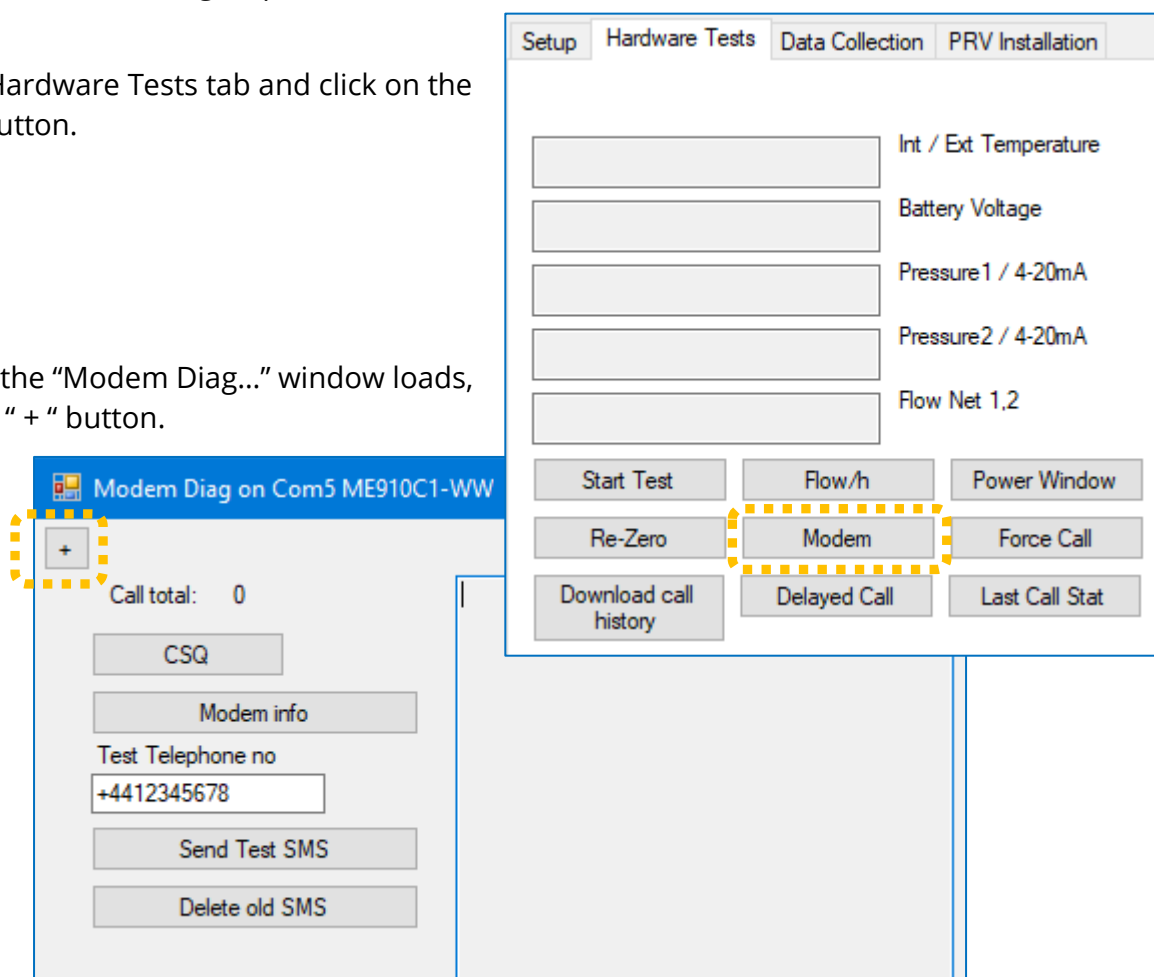 Hardware Tests tab and click on the
button.
the “Modem Diag…” window loads,
“ + “ button.
Setup Hardware Tests Data Collection PRV Installation
Int / Ext Temperature
Battery Voltage
Pressure1 / 4-20mA
Pressure2 / 4-20mA
Flow Net 1,2
Start Test Flow/h Power Window
Re-Zero Modem Force Call
Download call
history
Delayed Call Last Call Stat
Modem Diag on Com5 ME910C1-WW
+
Call total: 0
CSQ
Modem info
Test Telephone no
+4412345678
Send Test SMS
Delete old SMS